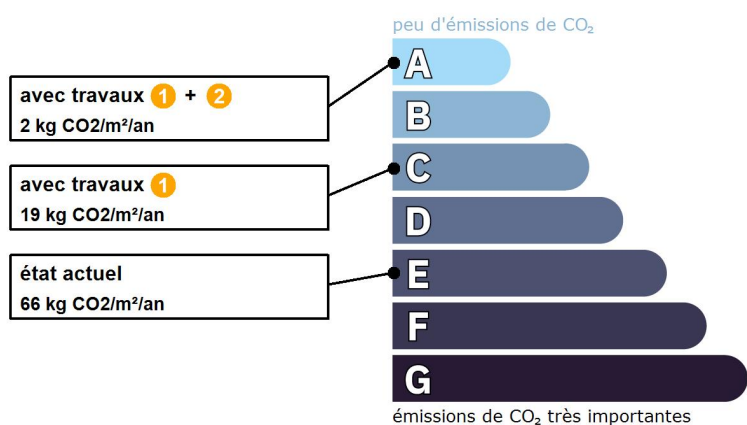 peu d'émissions de CO₂
A
avec travaux 1 + 2
2 kg CO2/m²/an
B
avec travaux 1
19 kg CO2/m²/an
C
D
état actuel
66 kg CO2/m²/an
E
F
G
émissions de CO₂ très importantes